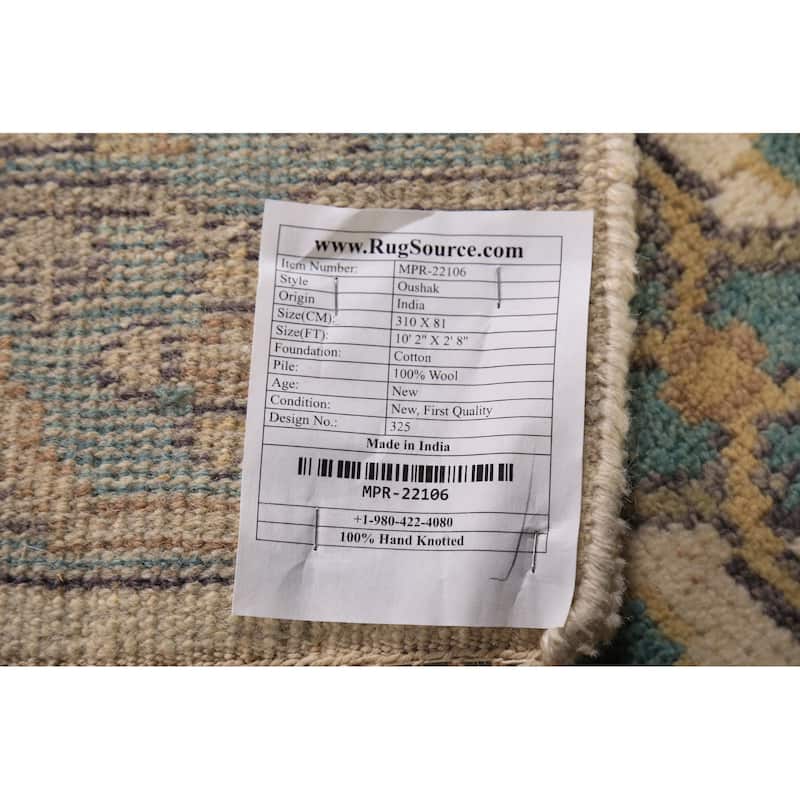 www.RugSource.com
Item Number: MPR-22106
Style Oushak
Origin India
Size(CM): 310 X 81
Size(FT): 10' 2" X 2' 8"
Foundation: Cotton
Pile: 100% Wool
Age: New
Condition: New, First Quality
Design No.: 325
Made in India
MPR-22106
+1-980-422-4080
100% Hand Knotted